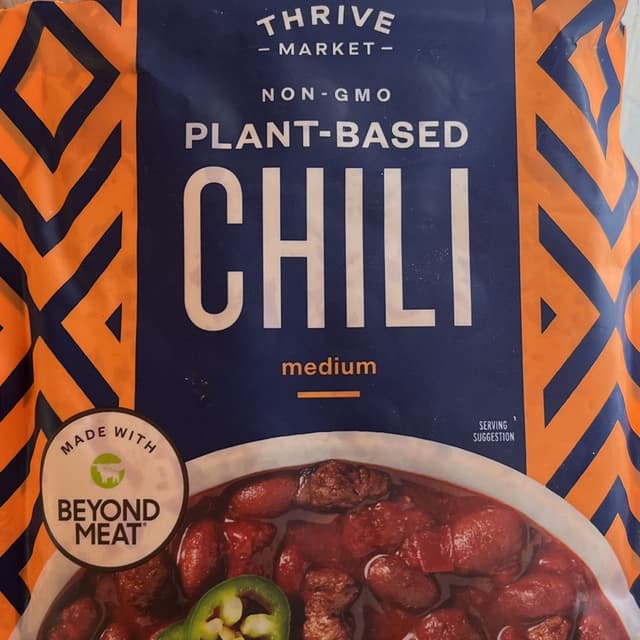 THRIVE
MARKET
NON-GMO
PLANT-BASED
CHILI
medium
SERVING
SUGGESTION
MADE WITH
BEYOND
MEAT